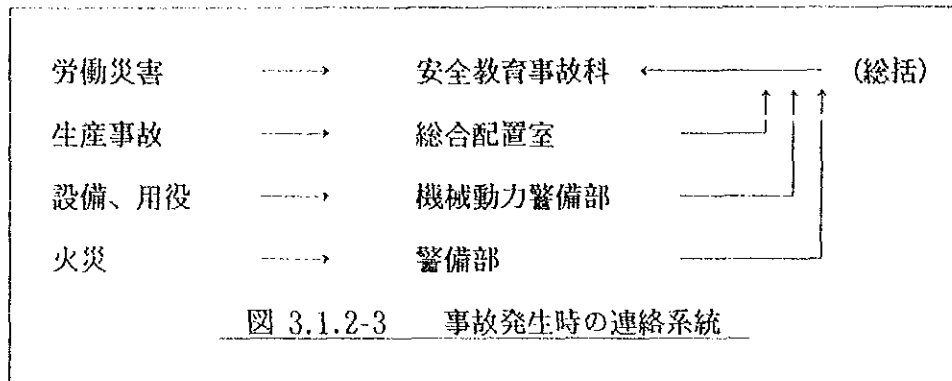 労働災害 → 安全教育事故科 ← (総括)
生産事故 → 総合配置室
設備、用役 → 機械動力警備部
火災 → 警備部
図 3.1.2-3 事故発生時の連絡系統